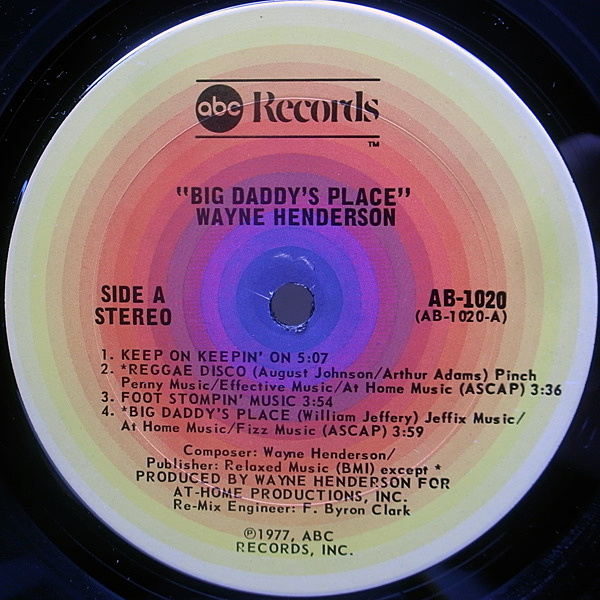 abc Records
™
"BIG DADDY'S PLACE"
WAYNE HENDERSON
SIDE A
STEREO
AB-1020
(AB-1020-A)
1. KEEP ON KEEPIN' ON 5:07
2. *REGGAE DISCO (August Johnson/Arthur Adams) Pinch
Penny Music/Effective Music/At Home Music (ASCAP) 3:36
3. FOOT STOMPIN' MUSIC 3:54
4. *BIG DADDY'S PLACE (William Jeffery) Jeffix Music/
At Home Music/Fizz Music (ASCAP) 3:59
Composer: Wayne Henderson/
Publisher: Relaxed Music (BMI) except *
PRODUCED BY WAYNE HENDERSON FOR
AT-HOME PRODUCTIONS, INC.
Re-Mix Engineer: F. Byron Clark
℗1977, ABC
RECORDS, INC.